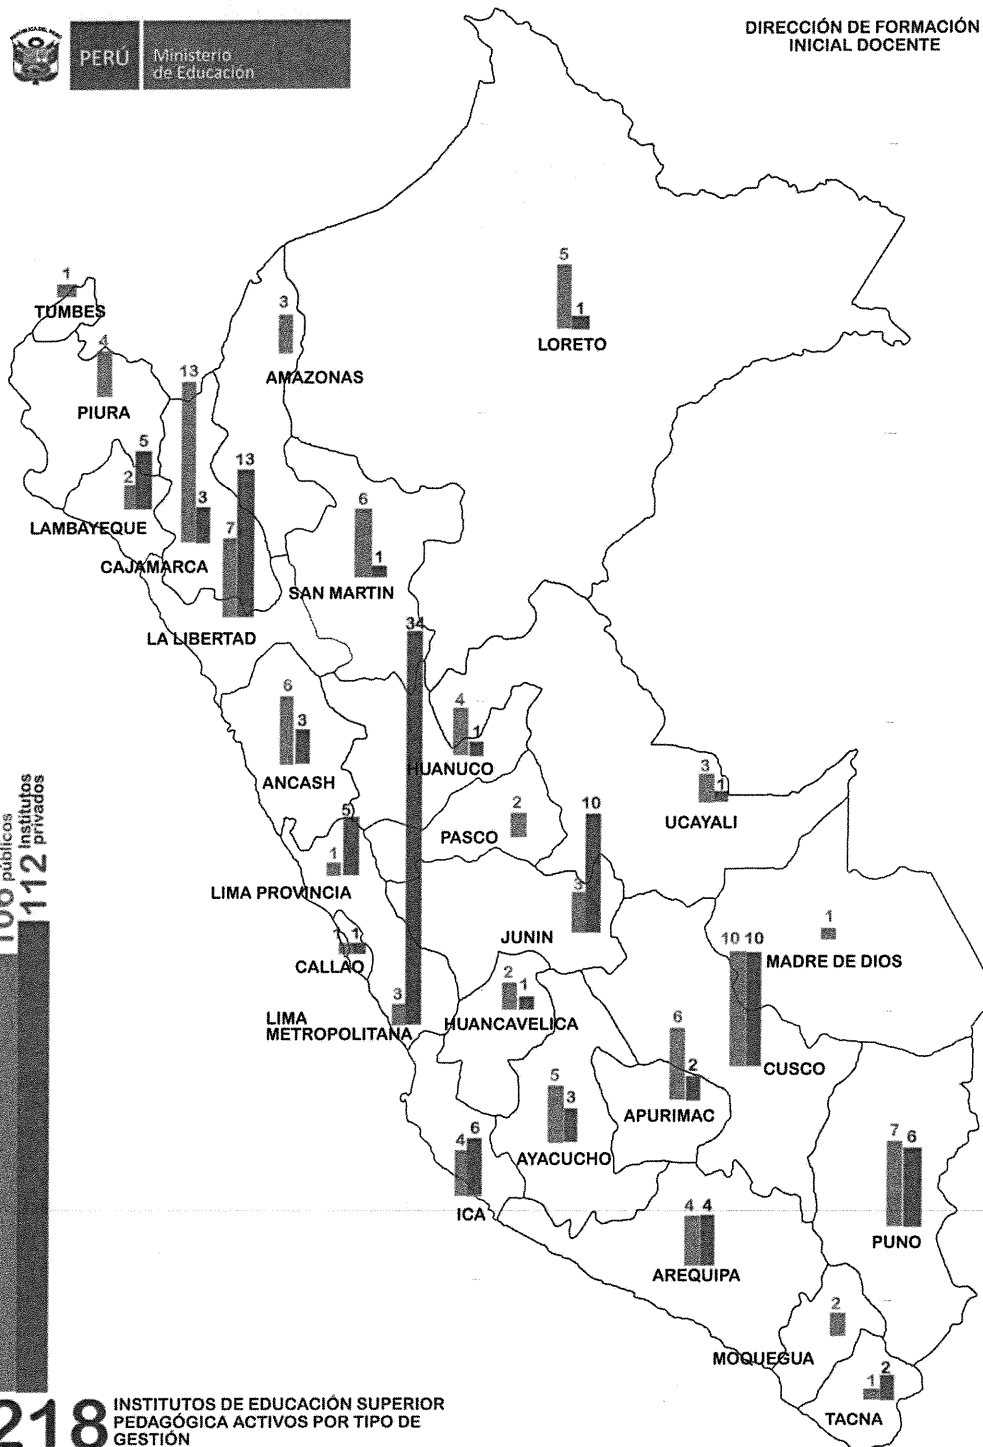 REPÚBLICA DEL PERÚ
PERÚ
Ministerio
de Educación
DIRECCIÓN DE FORMACIÓN
INICIAL DOCENTE
1
TUMBES
4
PIURA
3
AMAZONAS
5
1
LORETO
2
5
LAMBAYEQUE
13
3
CAJAMARCA
7
13
LA LIBERTAD
6
1
SAN MARTIN
6
3
ANCASH
4
1
HUANUCO
3
1
UCAYALI
2
PASCO
1
5
LIMA PROVINCIA
3
10
JUNIN
1
1
CALLAO
3
34
LIMA
METROPOLITANA
2
1
HUANCAVELICA
1
MADRE DE DIOS
10
10
CUSCO
6
2
APURIMAC
5
3
AYACUCHO
4
6
ICA
4
4
AREQUIPA
7
6
PUNO
2
MOQUEGUA
1
2
TACNA
106 públicos
112 Institutos
privados
218
INSTITUTOS DE EDUCACIÓN SUPERIOR
PEDAGÓGICA ACTIVOS POR TIPO DE
GESTIÓN